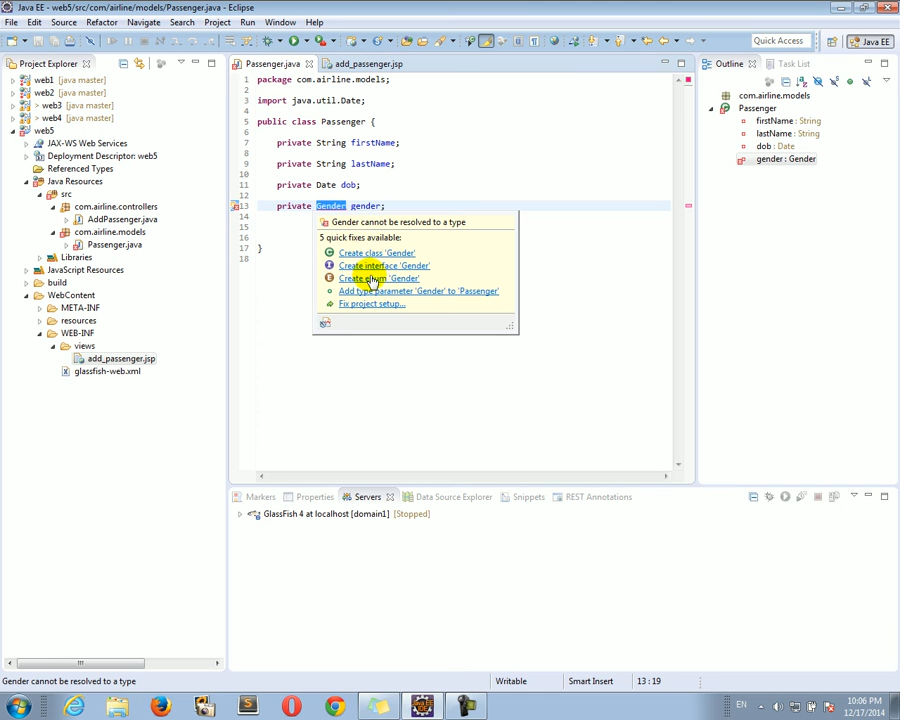 Java EE - web5/src/com/airline/models/Passenger.java - Eclipse
File Edit Source Refactor Navigate Search Project Run Window Help
Quick Access
Java EE
Project Explorer
web1 [java master]
web2 [java master]
> web3 [java master]
> web4 [java master]
web5
JAX-WS Web Services
Deployment Descriptor: web5
Referenced Types
Java Resources
src
com.airline.controllers
AddPassenger.java
com.airline.models
Passenger.java
Libraries
JavaScript Resources
build
WebContent
META-INF
resources
WEB-INF
views
add_passenger.jsp
glassfish-web.xml
Passenger.java
add_passenger.jsp
1 package com.airline.models;
2
3 import java.util.Date;
4
5 public class Passenger {
6
7 private String firstName;
8
9 private String lastName;
10
11 private Date dob;
12
13 private Gender gender;
14
15
16
17 }
18
Gender cannot be resolved to a type
5 quick fixes available:
Create class 'Gender'
Create interface 'Gender'
Create enum 'Gender'
Add type parameter 'Gender' to 'Passenger'
Fix project setup...
Outline
Task List
com.airline.models
Passenger
firstName : String
lastName : String
dob : Date
gender : Gender
Markers Properties Servers Data Source Explorer Snippets REST Annotations
GlassFish 4 at localhost [domain1] [Stopped]
Gender cannot be resolved to a type
Writable
Smart Insert
13 : 19
EN
10:06 PM
12/17/2014